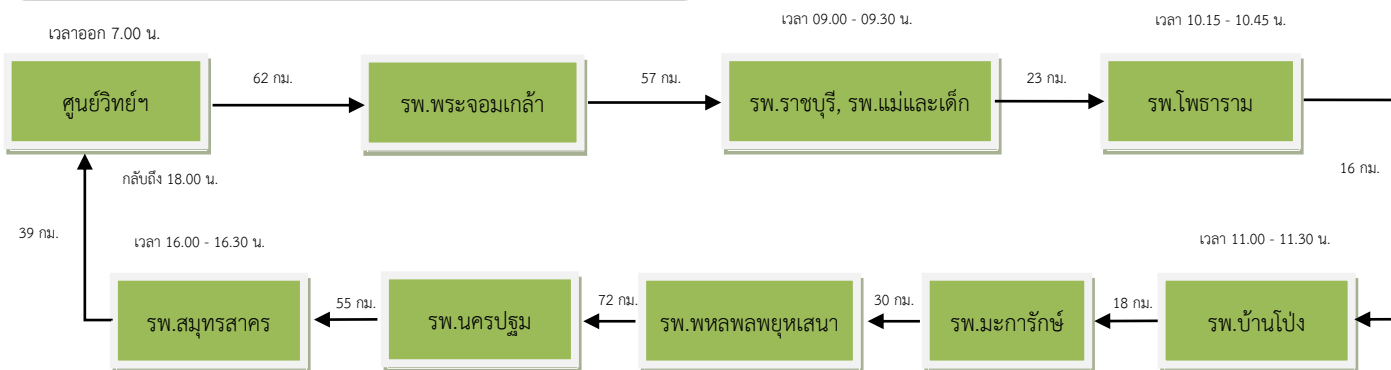 เวลาออก 7.00 น.
เวลา 09.00 - 09.30 น.
เวลา 10.15 - 10.45 น.
ศูนย์วิทย์ฯ
62 กม.
รพ.พระจอมเกล้า
57 กม.
รพ.ราชบุรี, รพ.แม่และเด็ก
23 กม.
รพ.โพธาราม
16 กม.
กลับถึง 18.00 น.
39 กม.
เวลา 16.00 - 16.30 น.
เวลา 11.00 - 11.30 น.
รพ.สมุทรสาคร
55 กม.
รพ.นครปฐม
72 กม.
รพ.พหลพลพยุหเสนา
30 กม.
รพ.มะการักษ์
18 กม.
รพ.บ้านโป่ง